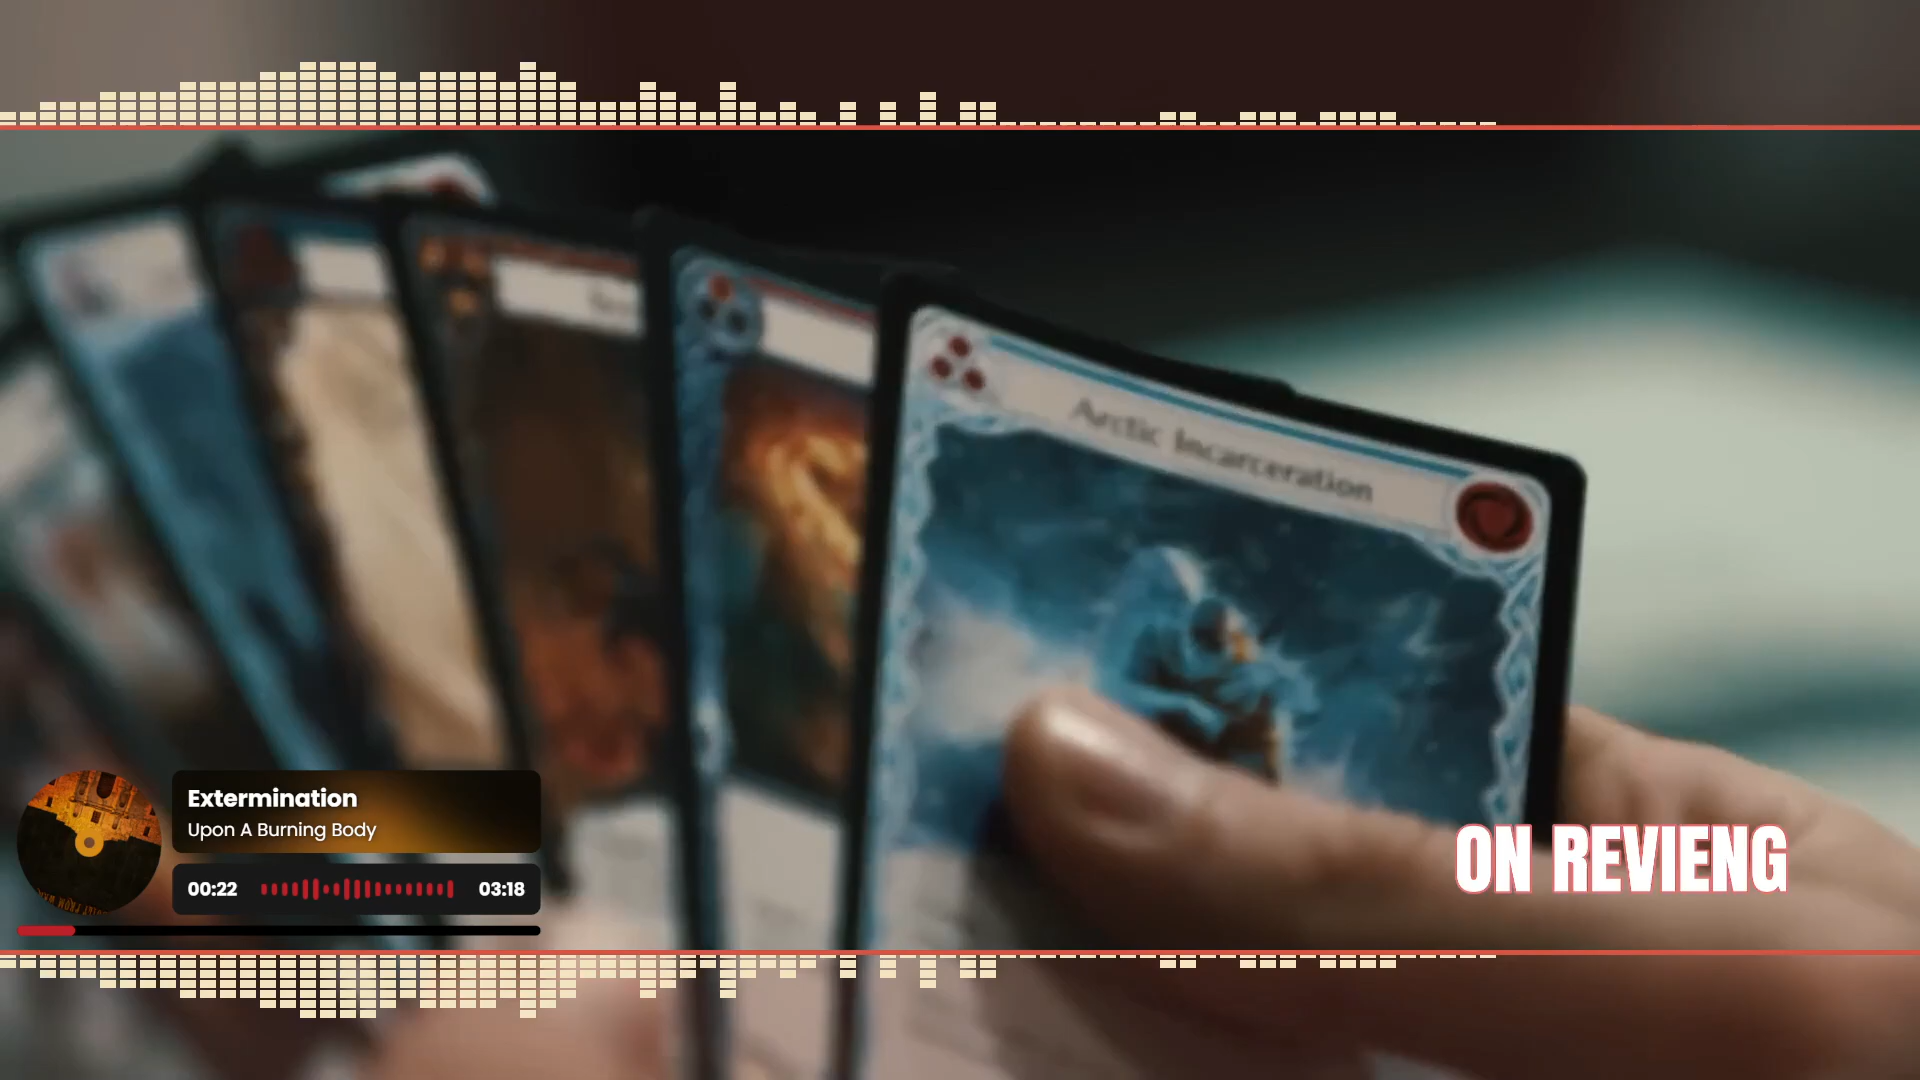 Arctic Incarceration
Extermination
Upon A Burning Body
00:22
03:18
ON REVIENG